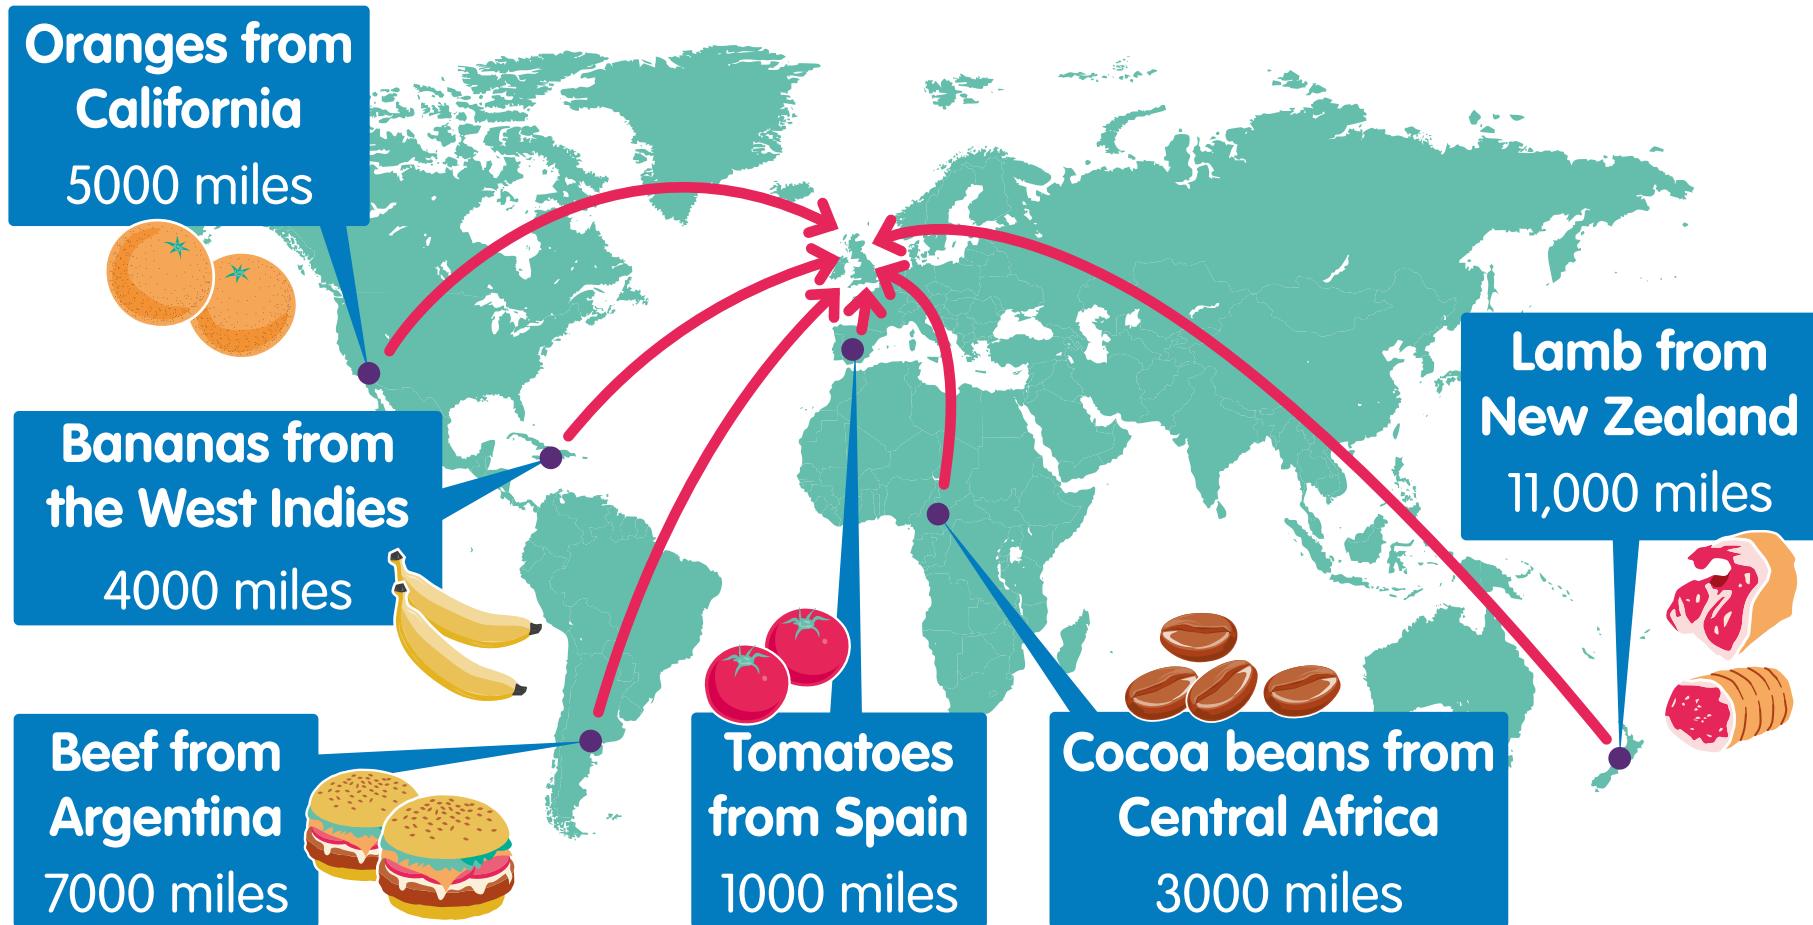 Oranges from
California
5000 miles
Bananas from
the West Indies
4000 miles
Beef from
Argentina
7000 miles
Tomatoes
from Spain
1000 miles
Cocoa beans from
Central Africa
3000 miles
Lamb from
New Zealand
11,000 miles